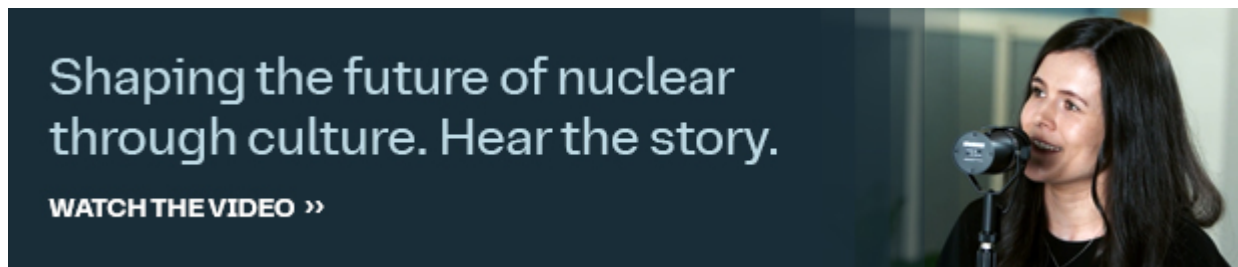 Shaping the future of nuclear
through culture. Hear the story.
WATCH THE VIDEO ››